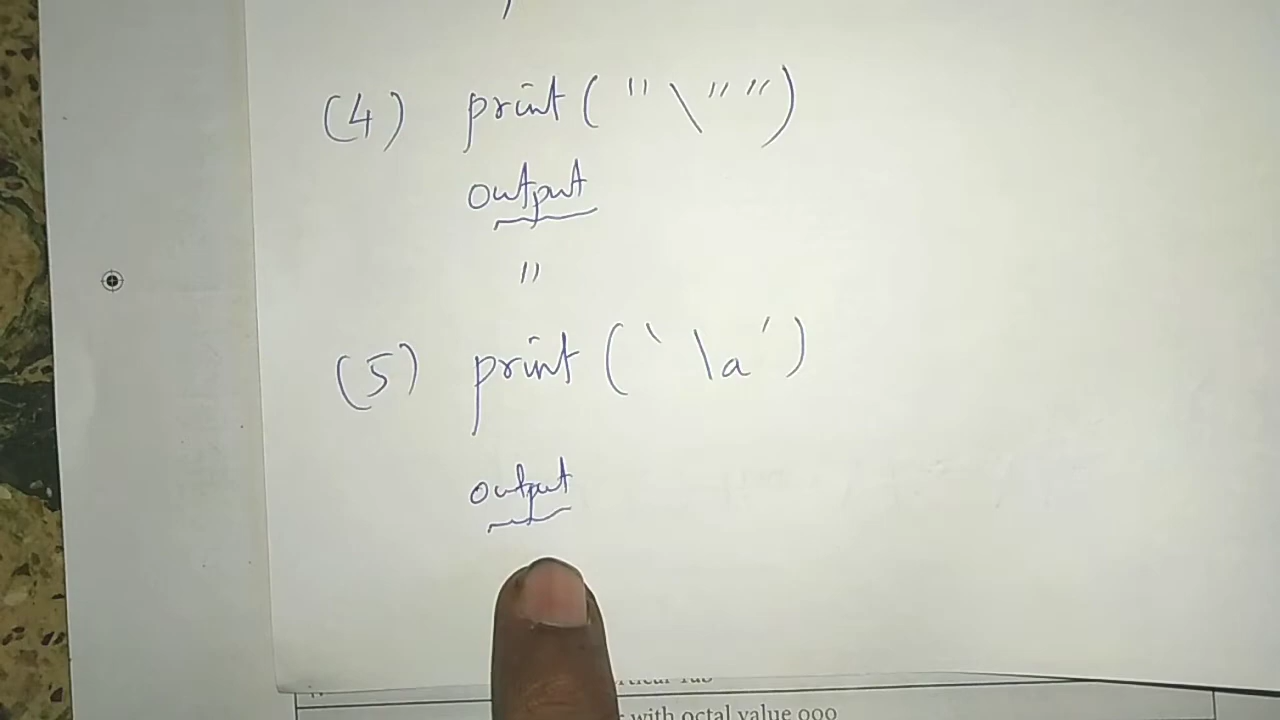 (4) print("\"")
output
"
(5) print('\a')
output
with octal value ooo